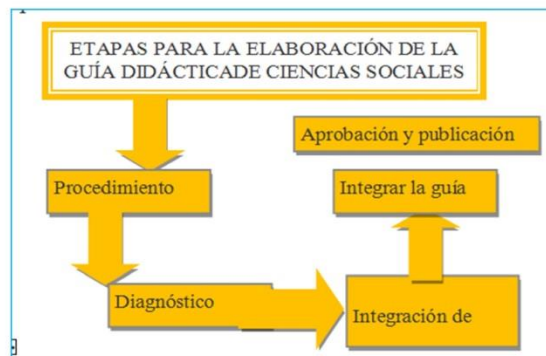 ETAPAS PARA LA ELABORACIÓN DE LA
GUÍA DIDÁCTICADE CIENCIAS SOCIALES
Procedimiento
Diagnóstico
Integración de
Integrar la guía
Aprobación y publicación